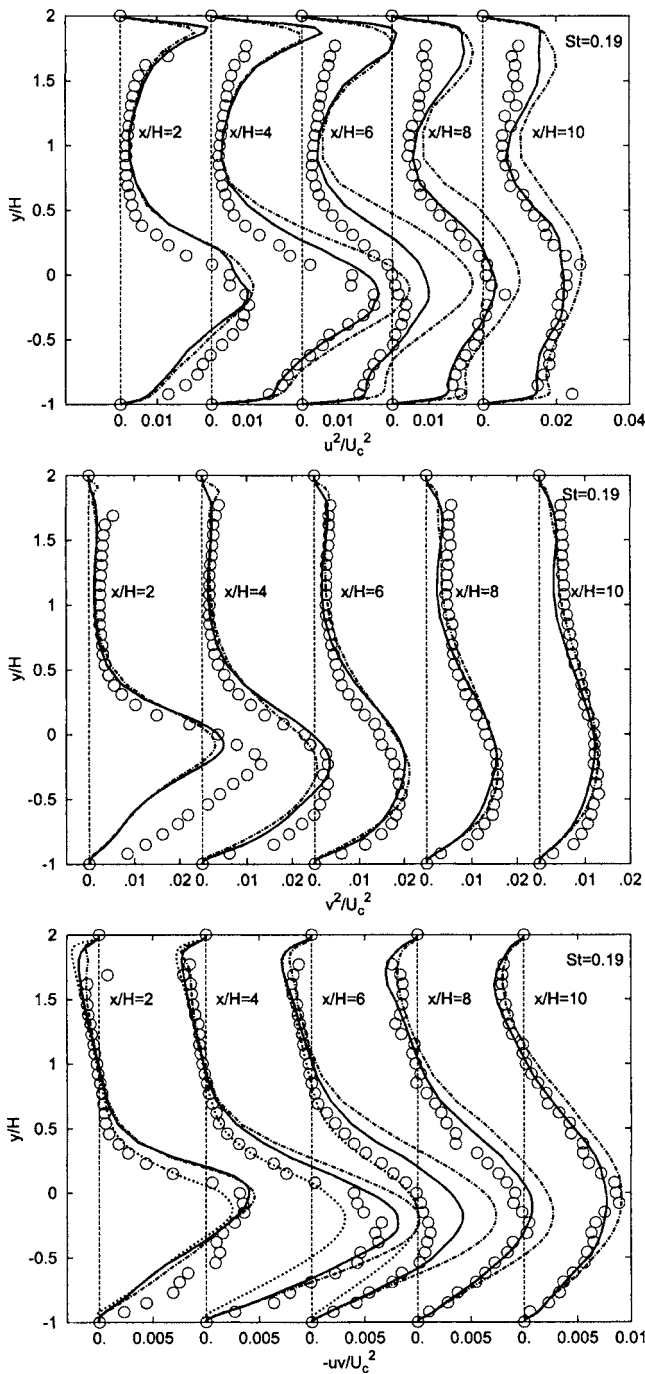 2
St=0.19
1.5
x/H=2 x/H=4 x/H=6 x/H=8 x/H=10
1
y/H
0.5
0
-0.5
-1
0. 0.01 0. 0.01 0. 0.01 0. 0.01 0. 0.02 0.04
u²/U꜀²
2
St=0.19
1.5
x/H=2 x/H=4 x/H=6 x/H=8 x/H=10
1
y/H
0.5
0
-0.5
-1
0. .01 .02 0. .01 .02 0. .01 .02 0. .01 .02 0. .01 .02
v²/U꜀²
2
St=0.19
1.5
x/H=2 x/H=4 x/H=6 x/H=8 x/H=10
1
y/H
0.5
0
-0.5
-1
0. 0.005 0. 0.005 0. 0.005 0. 0.005 0. 0.005 0.01
-uv/U꜀²